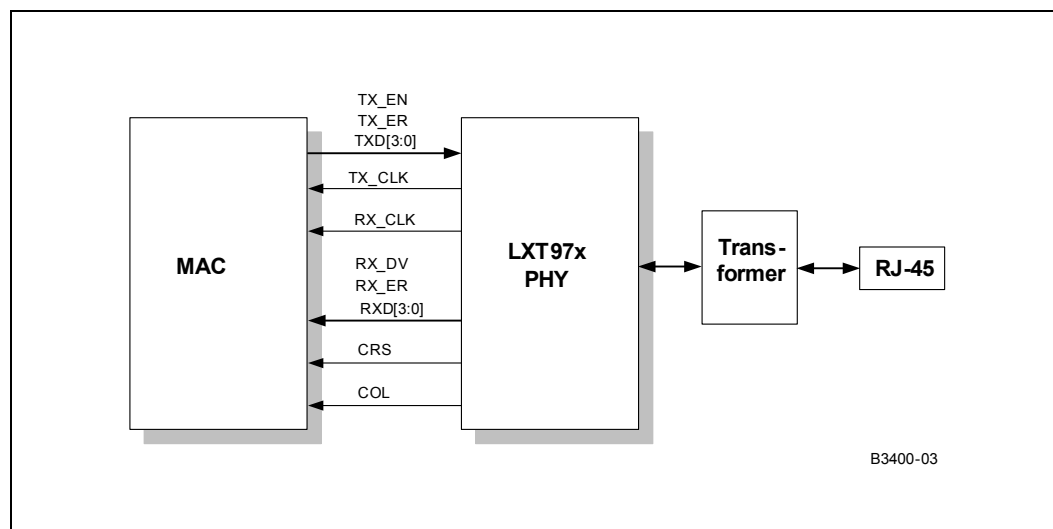 TX_EN
TX_ER
TXD[3:0]
TX_CLK
RX_CLK
MAC
RX_DV
RX_ER
RXD[3:0]
CRS
COL
LXT97x
PHY
Trans-
former
RJ-45
B3400-03